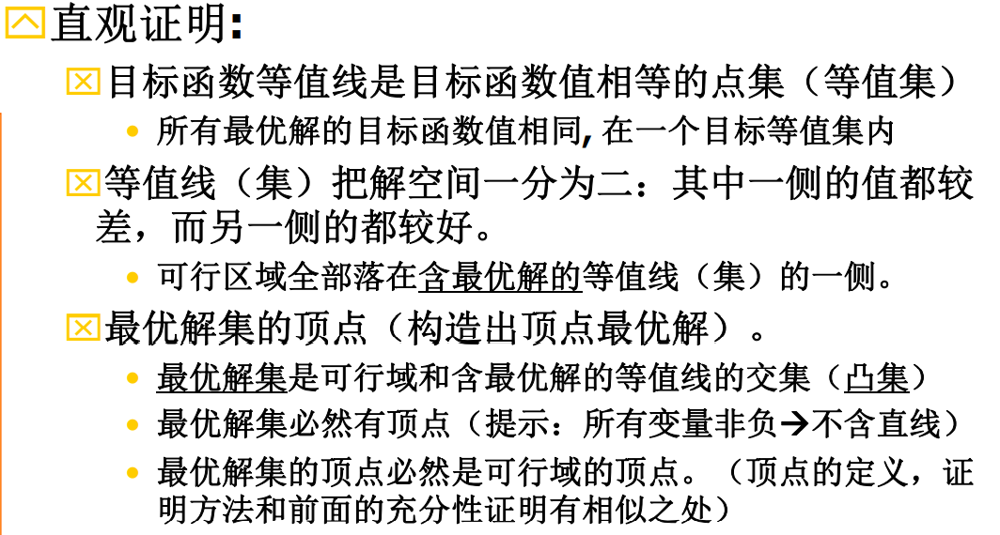 直观证明:
目标函数等值线是目标函数值相等的点集（等值集）
所有最优解的目标函数值相同, 在一个目标等值集内
等值线（集）把解空间一分为二：其中一侧的值都较
差，而另一侧的都较好。
可行区域全部落在含最优解的等值线（集）的一侧。
最优解集的顶点（构造出顶点最优解）。
最优解集是可行域和含最优解的等值线的交集（凸集）
最优解集必然有顶点（提示：所有变量非负→不含直线）
最优解集的顶点必然是可行域的顶点。（顶点的定义，证
明方法和前面的充分性证明有相似之处）